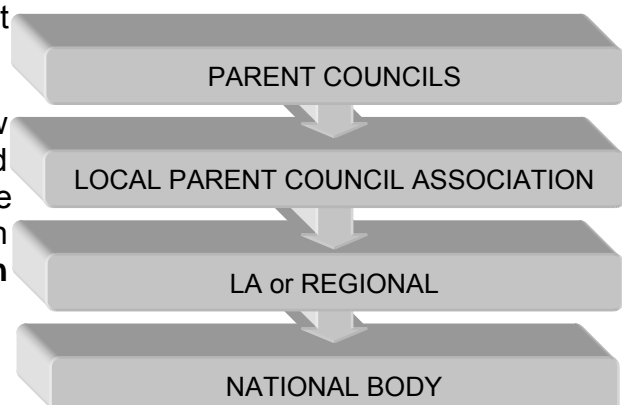 t
PARENT COUNCILS
w
d
LOCAL PARENT COUNCIL ASSOCIATION
e
n
n
LA or REGIONAL
NATIONAL BODY